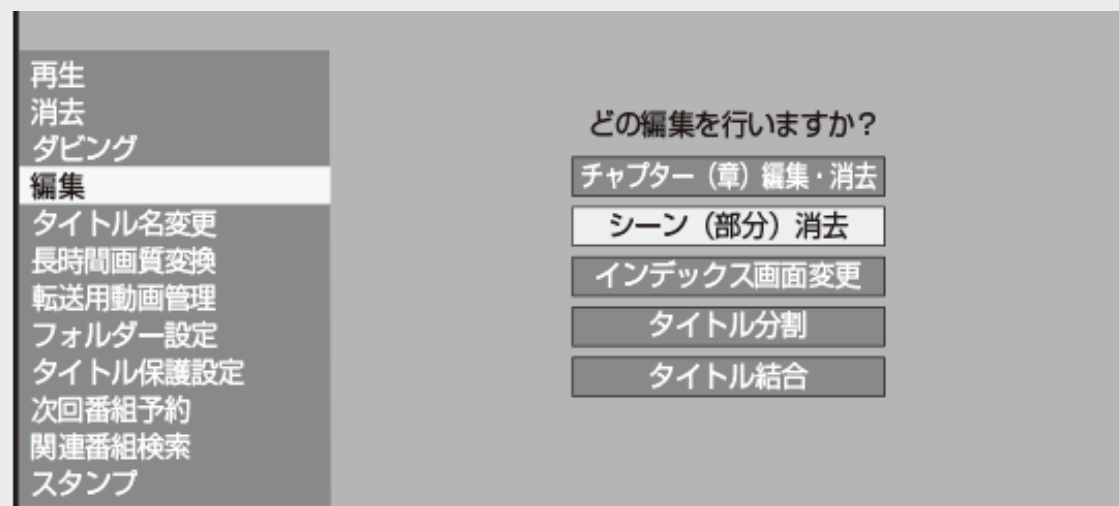 再生
消去
ダビング
編集
タイトル名変更
長時間画質変換
転送用動画管理
フォルダー設定
タイトル保護設定
次回番組予約
関連番組検索
スタンプ
どの編集を行いますか？
チャプター（章）編集・消去
シーン（部分）消去
インデックス画面変更
タイトル分割
タイトル結合